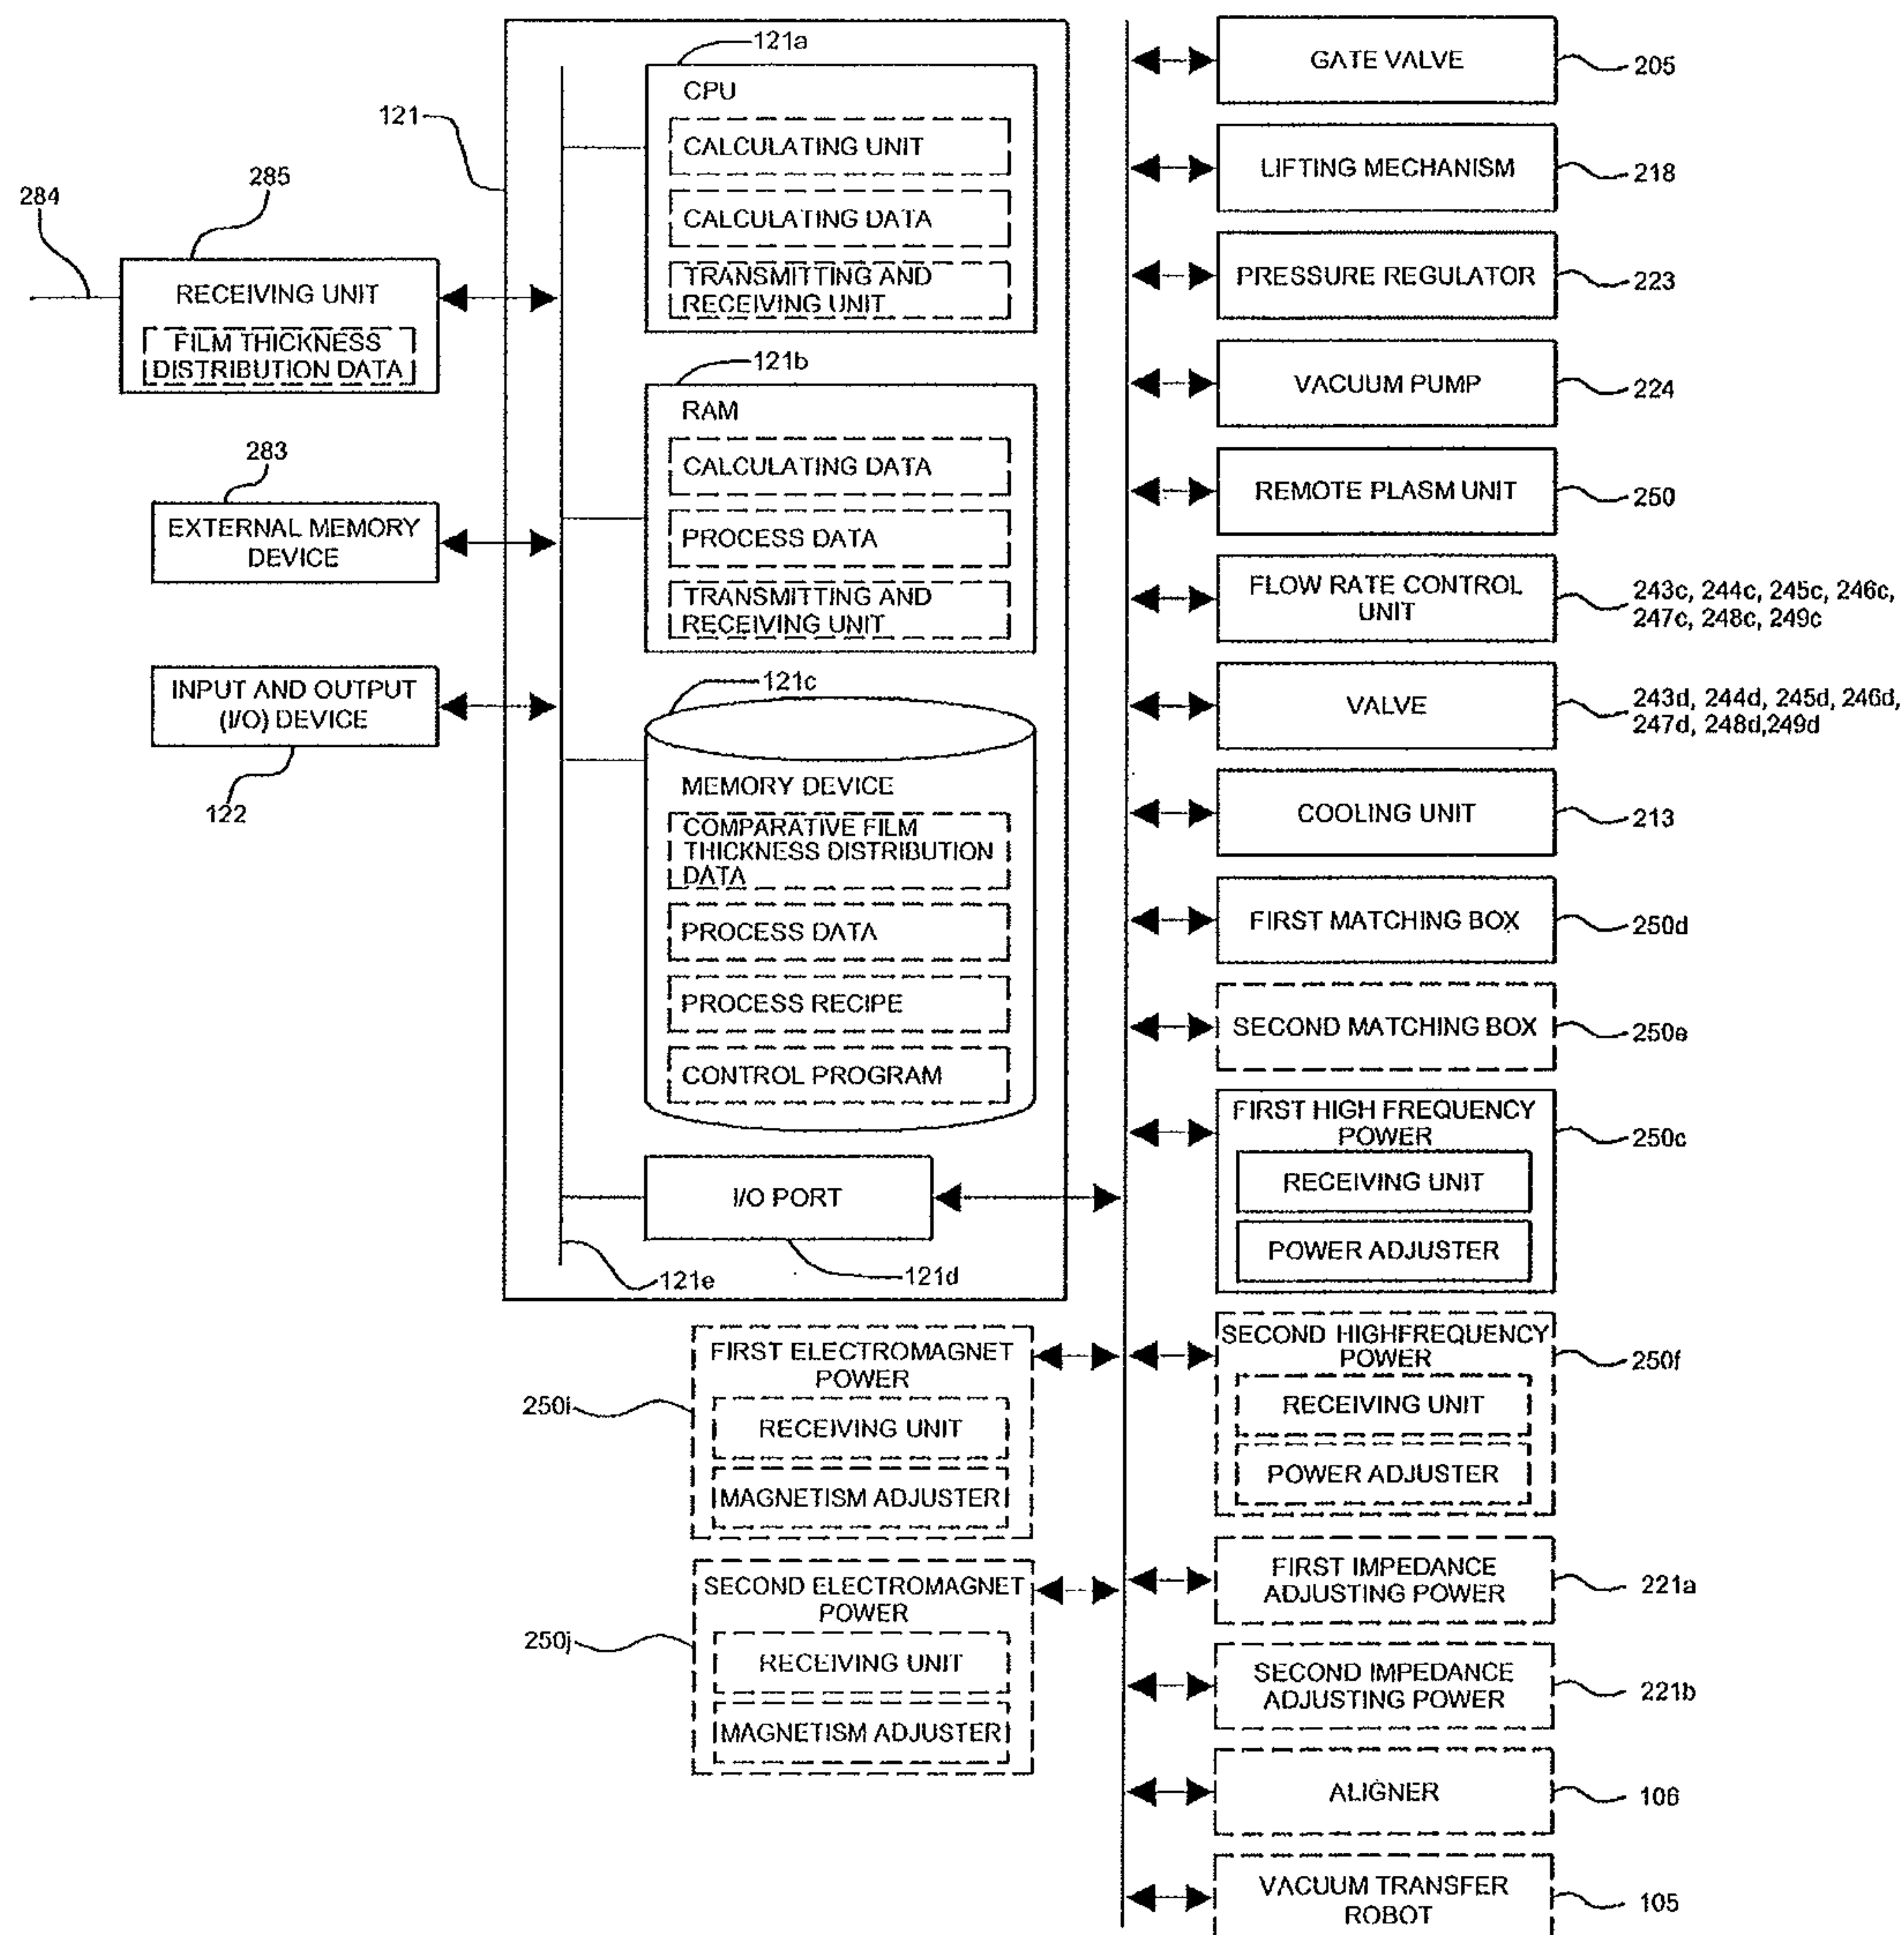 121a
CPU
CALCULATING UNIT
CALCULATING DATA
TRANSMITTING AND
RECEIVING UNIT
121
285
284
RECEIVING UNIT
FILM THICKNESS
DISTRIBUTION DATA
121b
RAM
CALCULATING DATA
PROCESS DATA
TRANSMITTING AND
RECEIVING UNIT
283
EXTERNAL MEMORY
DEVICE
INPUT AND OUTPUT
(I/O) DEVICE
122
121c
MEMORY DEVICE
COMPARATIVE FILM
THICKNESS DISTRIBUTION
DATA
PROCESS DATA
PROCESS RECIPE
CONTROL PROGRAM
I/O PORT
121e
121d
FIRST ELECTROMAGNET
POWER
250i
RECEIVING UNIT
MAGNETISM ADJUSTER
SECOND ELECTROMAGNET
POWER
250j
RECEIVING UNIT
MAGNETISM ADJUSTER
GATE VALVE
205
LIFTING MECHANISM
218
PRESSURE REGULATOR
223
VACUUM PUMP
224
REMOTE PLASM UNIT
250
FLOW RATE CONTROL
UNIT
243c, 244c, 245c, 246c,
247c, 248c, 249c
VALVE
243d, 244d, 245d, 246d,
247d, 248d,249d
COOLING UNIT
213
FIRST MATCHING BOX
250d
SECOND MATCHING BOX
250e
FIRST HIGH FREQUENCY
POWER
250c
RECEIVING UNIT
POWER ADJUSTER
SECOND HIGHFREQUENCY
POWER
250f
RECEIVING UNIT
POWER ADJUSTER
FIRST IMPEDANCE
ADJUSTING POWER
221a
SECOND IMPEDANCE
ADJUSTING POWER
221b
ALIGNER
106
VACUUM TRANSFER
ROBOT
105